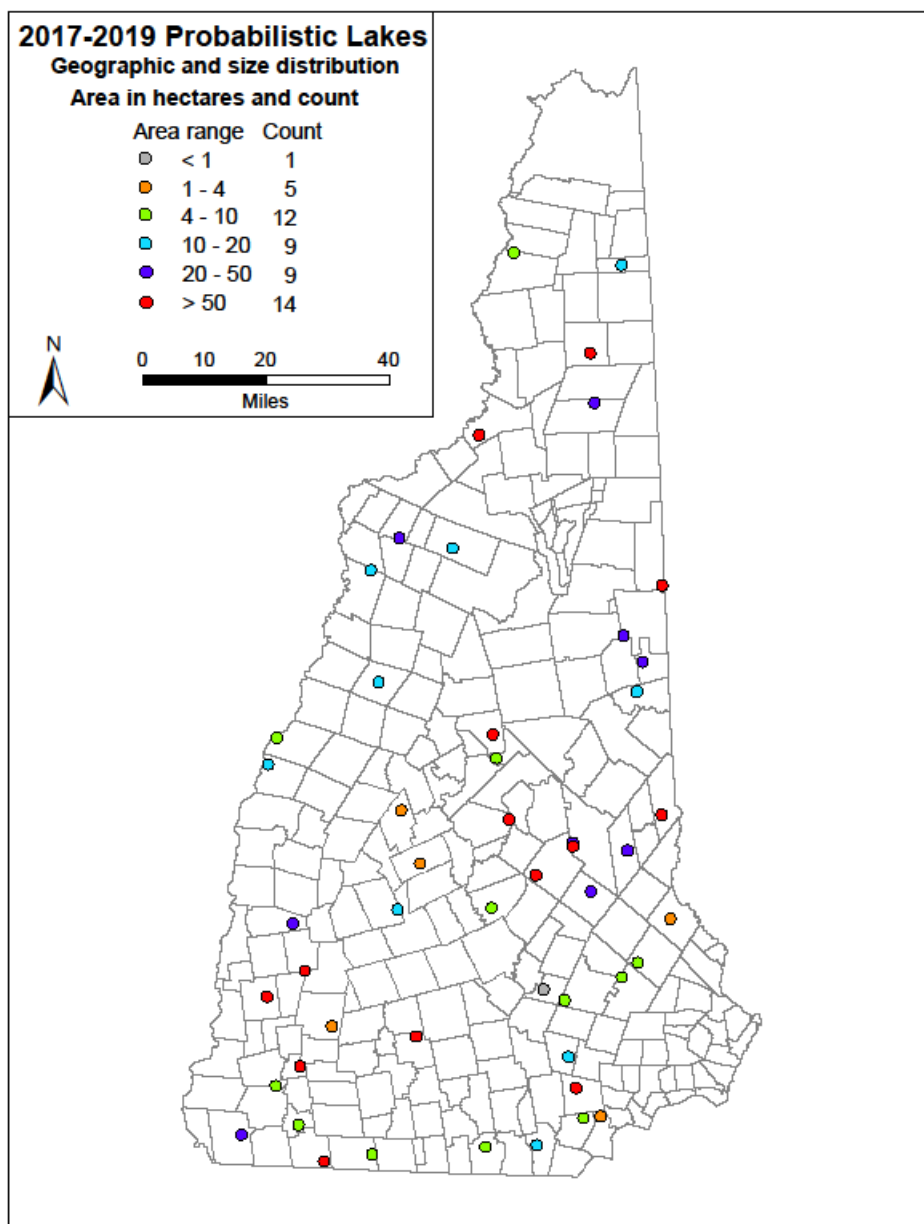 2017-2019 Probabilistic Lakes
Geographic and size distribution
Area in hectares and count
Area range Count
< 1 1
1 - 4 5
4 - 10 12
10 - 20 9
20 - 50 9
> 50 14
N
0 10 20 40
Miles